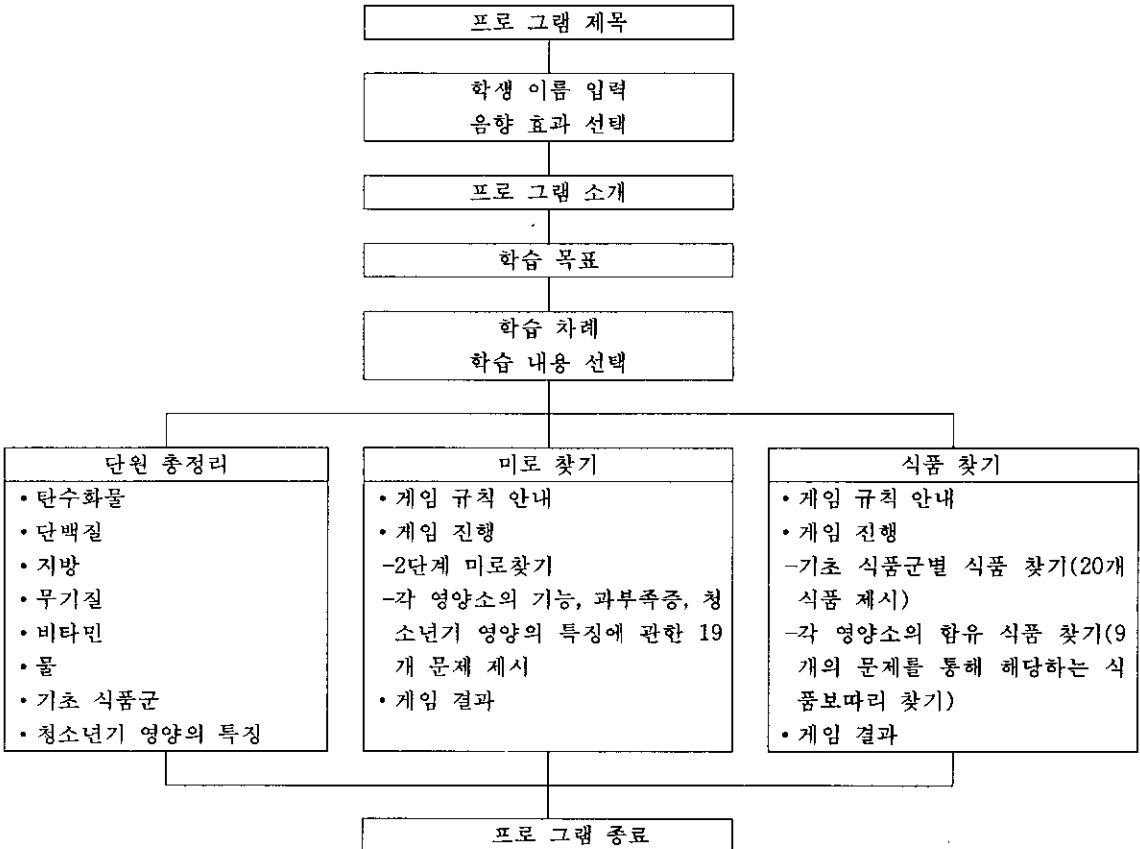 프로 그램 제목
학생 이름 입력
음향 효과 선택
프로 그램 소개
학습 목표
학습 차례
학습 내용 선택
단원 총정리
• 탄수화물
• 단백질
• 지방
• 무기질
• 비타민
• 물
• 기초 식품군
• 청소년기 영양의 특징
미로 찾기
• 게임 규칙 안내
• 게임 진행
-2단계 미로찾기
-각 영양소의 기능, 과부족증, 청
소년기 영양의 특징에 관한 19
개 문제 제시
• 게임 결과
식품 찾기
• 게임 규칙 안내
• 게임 진행
-기초 식품군별 식품 찾기(20개
식품 제시)
-각 영양소의 함유 식품 찾기(9
개의 문제를 통해 해당하는 식
품보따리 찾기)
• 게임 결과
프로 그램 종료